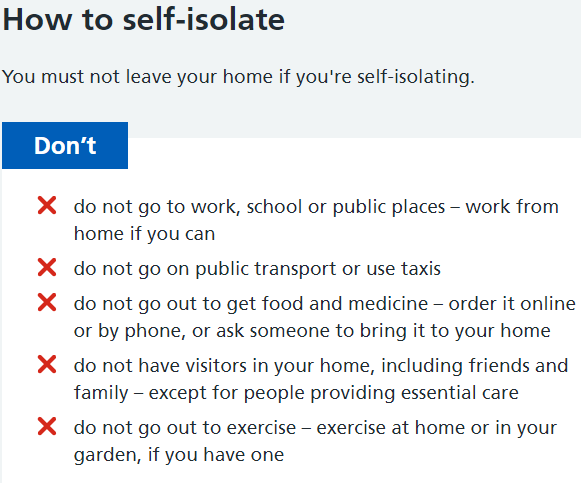 How to self-isolate
You must not leave your home if you're self-isolating.
Don’t
do not go to work, school or public places – work from
home if you can
do not go on public transport or use taxis
do not go out to get food and medicine – order it online
or by phone, or ask someone to bring it to your home
do not have visitors in your home, including friends and
family – except for people providing essential care
do not go out to exercise – exercise at home or in your
garden, if you have one